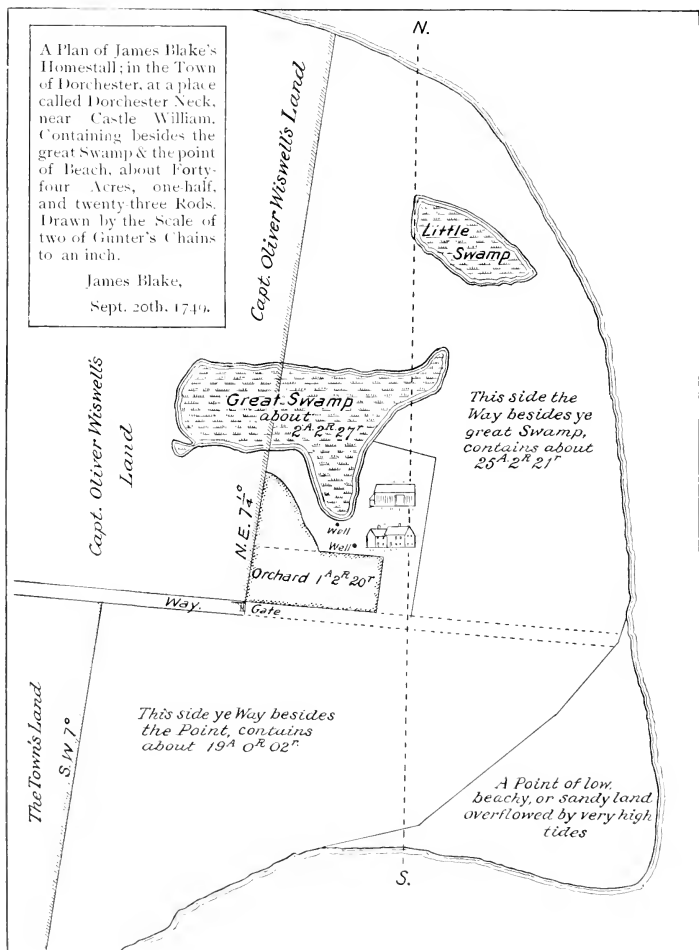 A Plan of James Blake's
Homestall; in the Town
of Dorchester, at a place
called Dorchester Neck,
near Castle William.
Containing besides the
great Swamp & the point
of Beach, about Forty-
four Acres, one-half,
and twenty-three Rods.
Drawn by the Scale of
two of Gunter's Chains
to an inch.
James Blake,
Sept. 20th, 1749.
N.
Capt. Oliver Wiswell's Land
Little
Swamp
Capt. Oliver Wiswell's
Land
Great Swamp
about
2ᴬ 2ᴿ 27ʳ
This side the
Way besides ye
great Swamp,
contains about
25ᴬ 2ᴿ 21ʳ
N.E. 7¼°
Well
Well
Orchard 1ᴬ 2ᴿ 20ʳ
Way.
Gate
The Town's Land
S.W 7°
This side ye Way besides
the Point, contains
about 19ᴬ 0ᴿ 02ʳ
A Point of low,
beachy, or sandy land
overflowed by very high
tides
S.